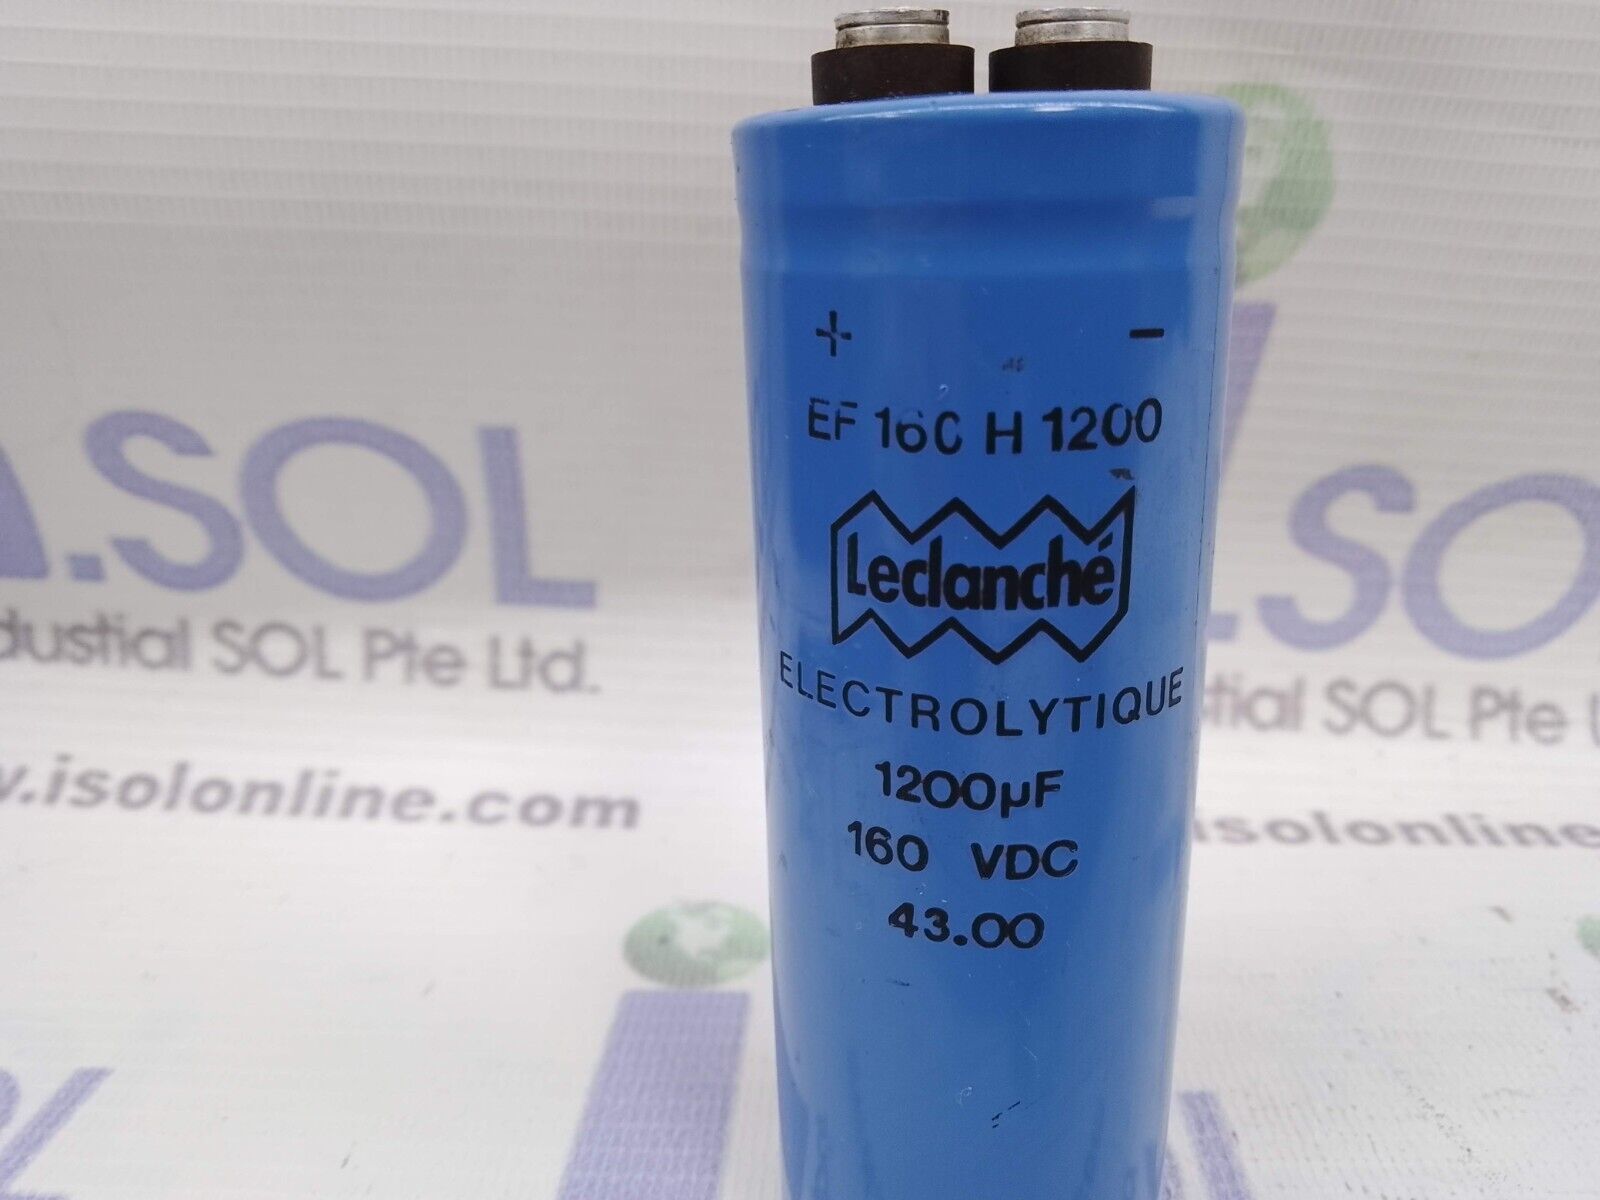 + -
EF 160 H 1200
Leclanché
ELECTROLYTIQUE
1200µF
160 VDC
43.00
.SOL
dustial SOL Pte Ltd.
w.isolonline.com
SO
stial SOL Pte L
isolonline.